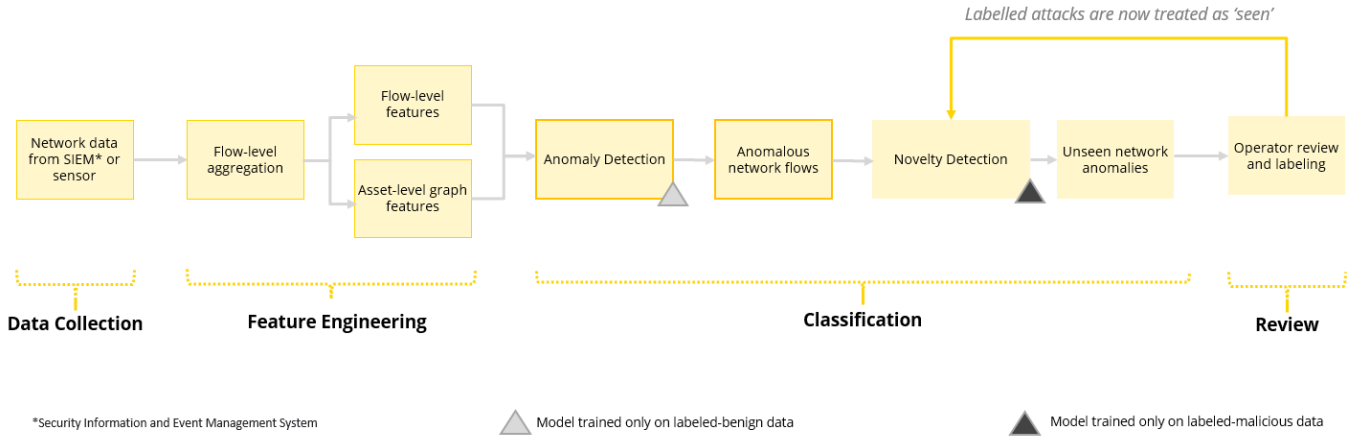 Labelled attacks are now treated as ‘seen’
Network data
from SIEM* or
sensor
Flow-level
aggregation
Flow-level
features
Asset-level graph
features
Anomaly Detection
Anomalous
network flows
Novelty Detection
Unseen network
anomalies
Operator review
and labeling
Data Collection
Feature Engineering
Classification
Review
*Security Information and Event Management System
Model trained only on labeled-benign data
Model trained only on labeled-malicious data